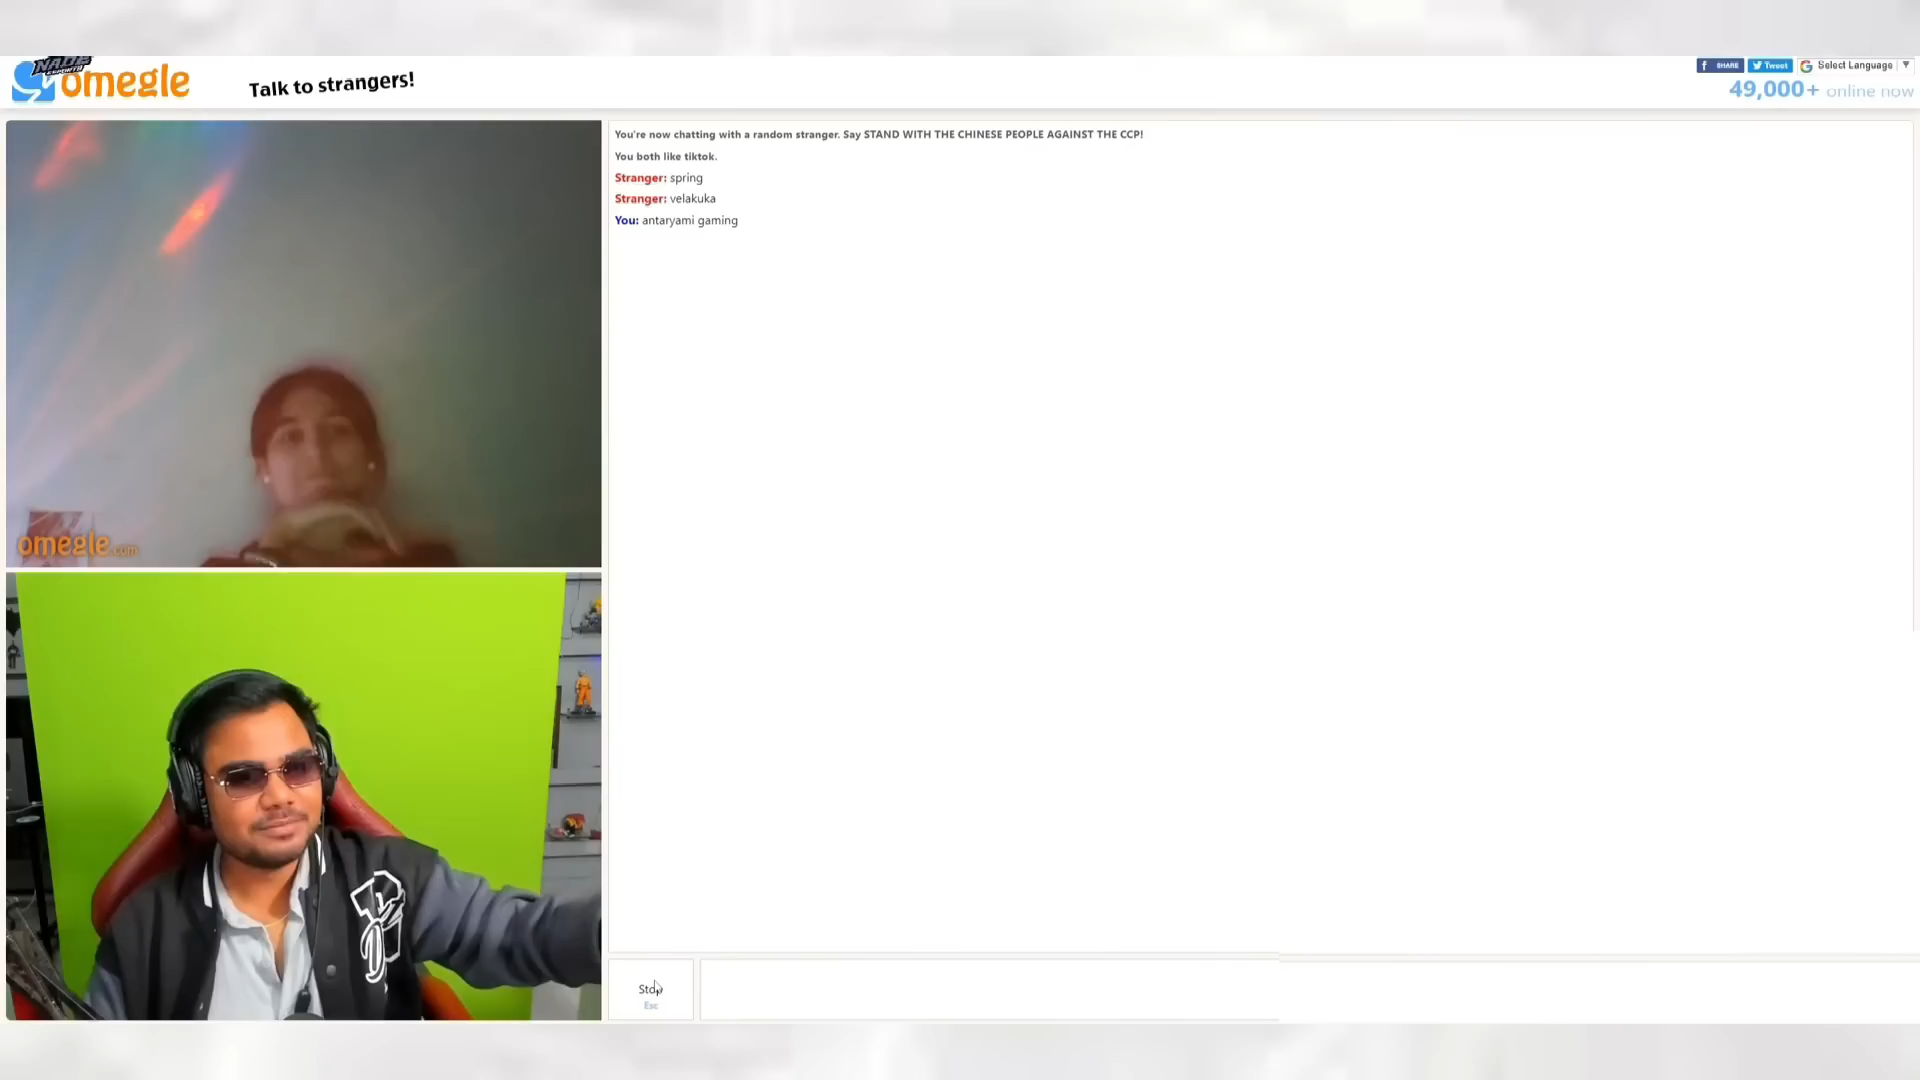 NADE
ESPORTS
omegle
Talk to strangers!
SHARE
Tweet
Select Language
49,000+ online now
You're now chatting with a random stranger. Say STAND WITH THE CHINESE PEOPLE AGAINST THE CCP!
You both like tiktok.
Stranger: spring
Stranger: velakuka
You: antaryami gaming
omegle.com
Stop
Esc